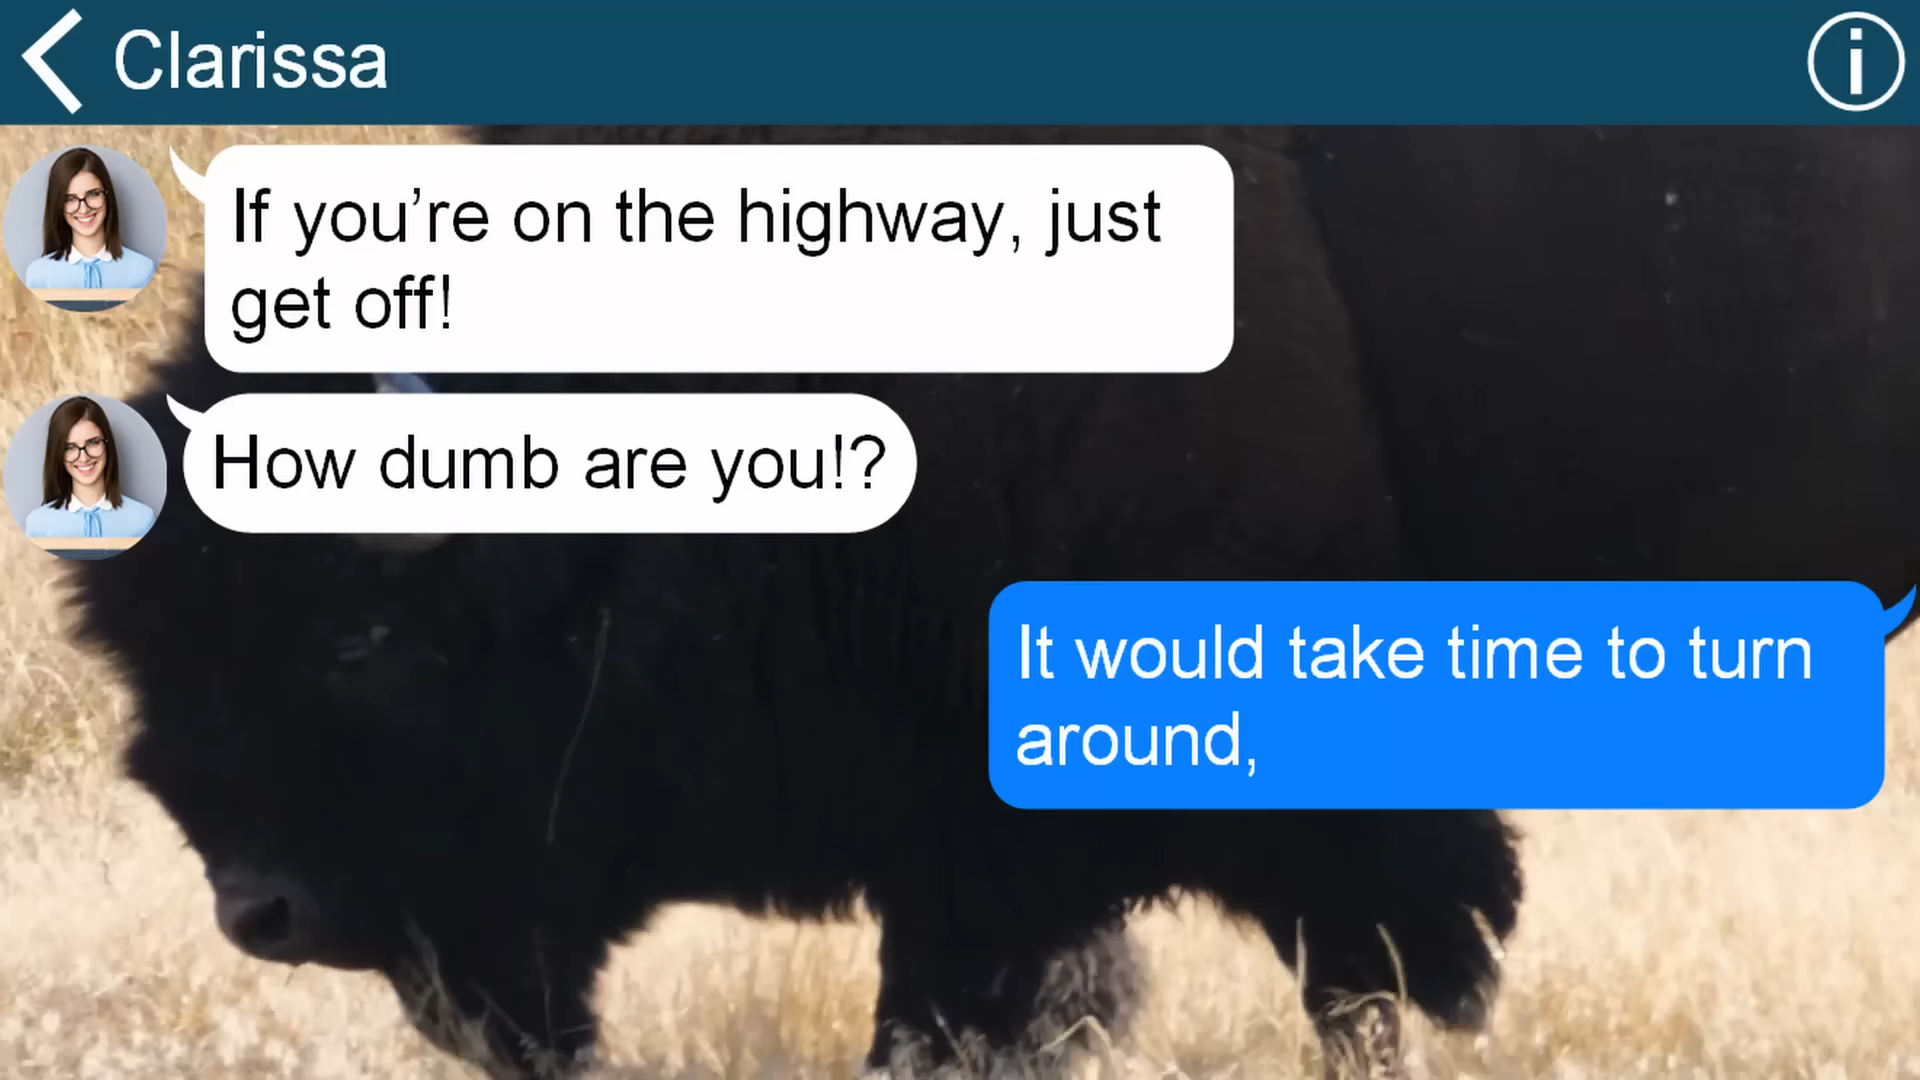 Clarissa
If you’re on the highway, just
get off!
How dumb are you!?
It would take time to turn
around,